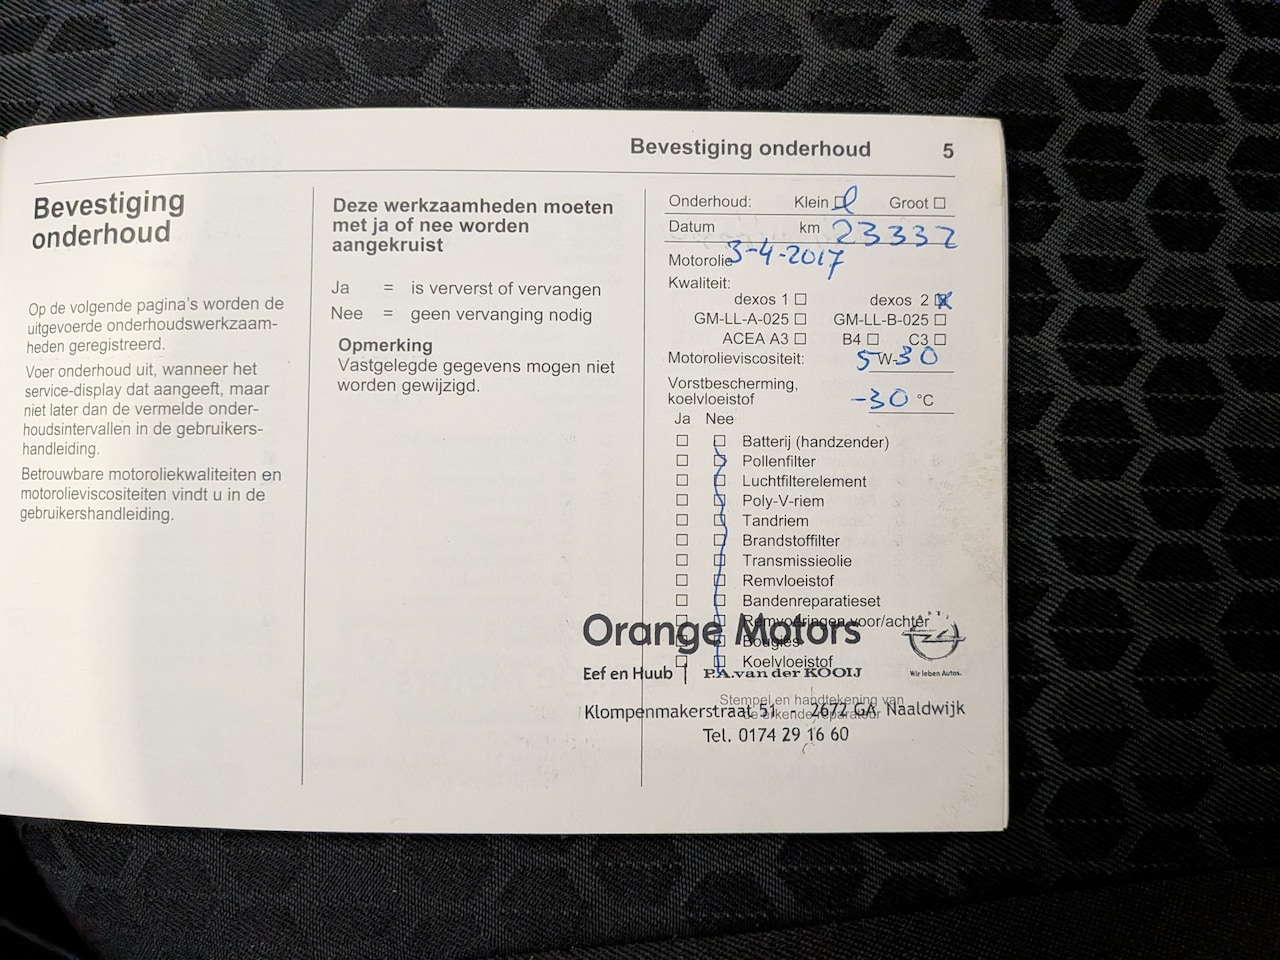 Bevestiging onderhoud 5
Bevestiging
onderhoud
Op de volgende pagina's worden de
uitgevoerde onderhoudswerkzaam-
heden geregistreerd.
Voer onderhoud uit, wanneer het
service-display dat aangeeft, maar
niet later dan de vermelde onder-
houdsintervallen in de gebruikers-
handleiding.
Betrouwbare motoroliekwaliteiten en
motorolieviscositeiten vindt u in de
gebruikershandleiding.
Deze werkzaamheden moeten
met ja of nee worden
aangekruist
Ja = is ververst of vervangen
Nee = geen vervanging nodig
Opmerking
Vastgelegde gegevens mogen niet
worden gewijzigd.
Onderhoud: Klein Groot
Datum km 23332
3-4-2017
Motorolie
Kwaliteit:
dexos 1 dexos 2
GM-LL-A-025 GM-LL-B-025
ACEA A3 B4 C3
Motorolieviscositeit: 5W-30
Vorstbescherming,
koelvloeistof -30 °C
Ja Nee
Batterij (handzender)
Pollenfilter
Luchtfilterelement
Poly-V-riem
Tandriem
Brandstoffilter
Transmissieolie
Remvloeistof
Bandenreparatieset
Remvoeringen voor/achter
Bougies
Koelvloeistof
Stempel en handtekening van
de erkende reparateur
Orange Motors
Eef en Huub | P.A. van der KOOIJ
Wir leben Autos.
Klompenmakerstraat 51 - 2672 GA Naaldwijk
Tel. 0174 29 16 60